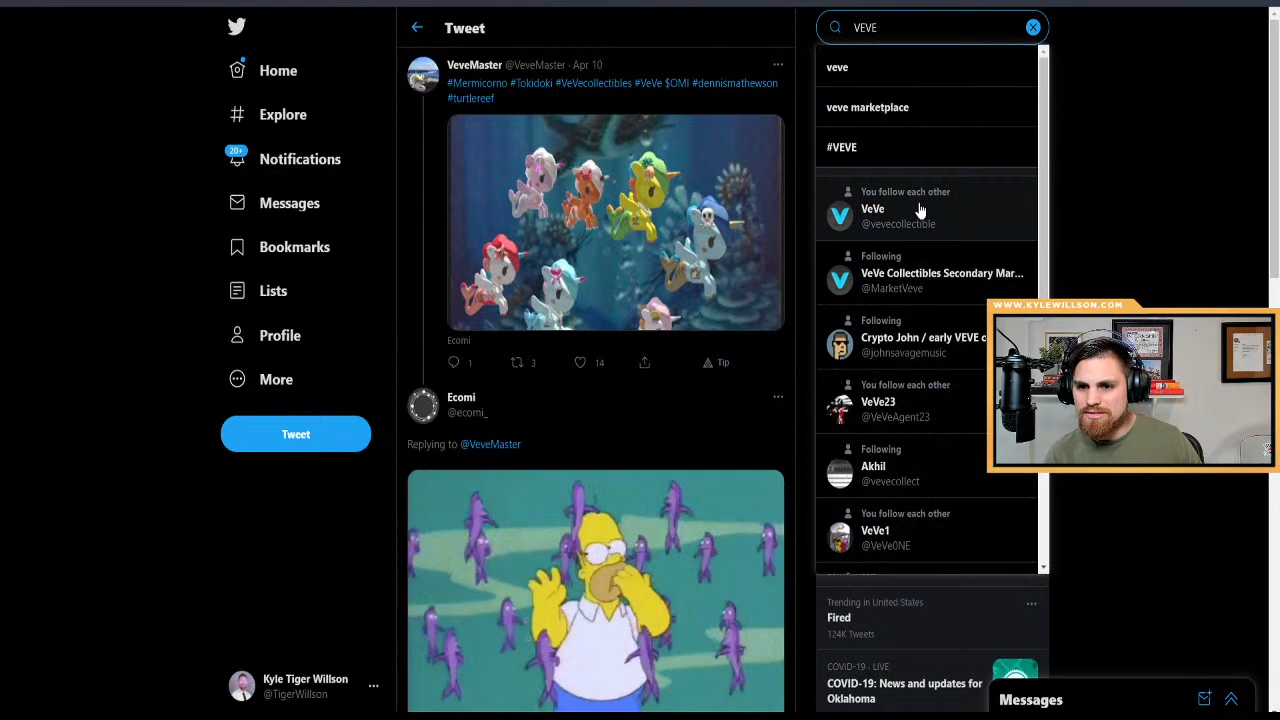 Home
Explore
20+
Notifications
Messages
Bookmarks
Lists
Profile
More
Tweet
Kyle Tiger Willson
@TigerWillson
Tweet
VeveMaster @VeveMaster · Apr 10
#Mermicorno #Tokidoki #VeVecollectibles #VeVe $OMI #dennismathewson
#turtlereef
Ecomi
1
3
14
Tip
Ecomi
@ecomi_
Replying to @VeveMaster
VEVE
veve
veve marketplace
#VEVE
You follow each other
VeVe
@vevecollectible
Following
VeVe Collectibles Secondary Mar...
@MarketVeve
Following
Crypto John / early VEVE c
@johnsavagemusic
You follow each other
VeVe23
@VeVeAgent23
Following
Akhil
@vevecollect
You follow each other
VeVe1
@VeVe0NE
Trending in United States
Fired
124K Tweets
COVID-19 · LIVE
COVID-19: News and updates for
Oklahoma
WWW.KYLEWILLSON.COM
Messages